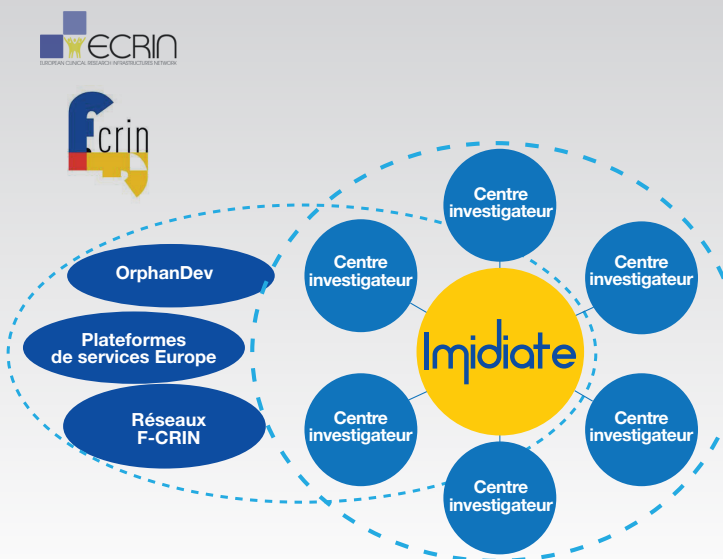 ECRIN
EUROPEAN CLINICAL RESEARCH INFRASTRUCTURES NETWORK
F-crin
Centre
investigateur
Centre
investigateur
Centre
investigateur
OrphanDev
Plateformes
de services Europe
Imidiate
Réseaux
F-CRIN
Centre
investigateur
Centre
investigateur
Centre
investigateur